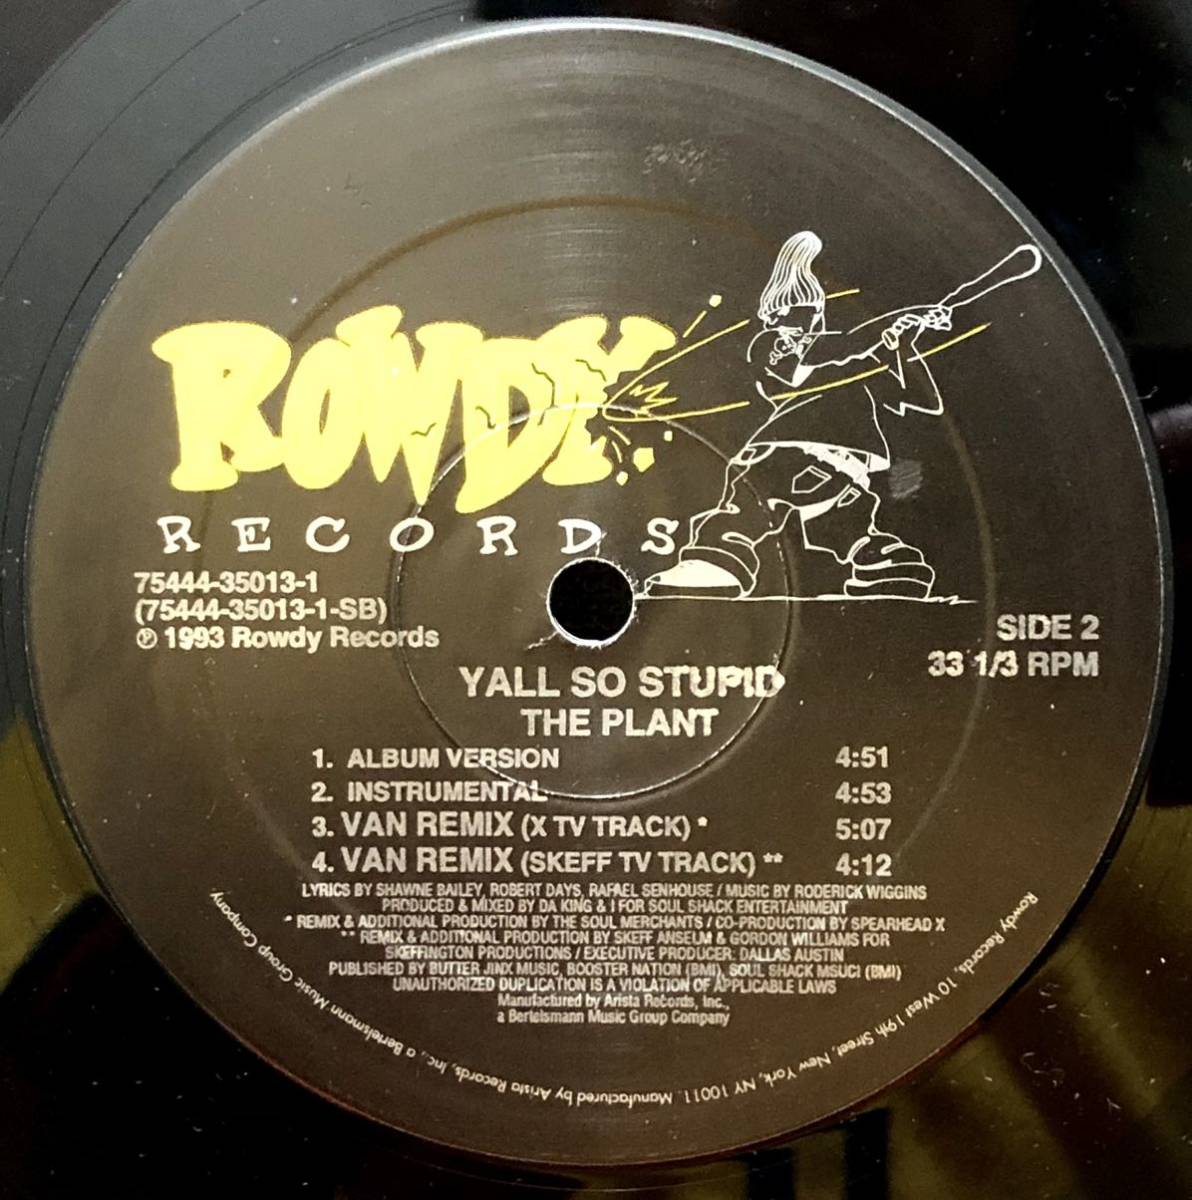 ROWDY
RECORDS
75444-35013-1
(75444-35013-1-SB)
℗ 1993 Rowdy Records
SIDE 2
33 1/3 RPM
YALL SO STUPID
THE PLANT
1. ALBUM VERSION 4:51
2. INSTRUMENTAL 4:53
3. VAN REMIX (X TV TRACK) * 5:07
4. VAN REMIX (SKEFF TV TRACK) ** 4:12
LYRICS BY SHAWNE BAILEY, ROBERT DAYS, RAFAEL SENHOUSE / MUSIC BY RODERICK WIGGINS
PRODUCED & MIXED BY DA KING & I FOR SOUL SHACK ENTERTAINMENT
* REMIX & ADDITIONAL PRODUCTION BY THE SOUL MERCHANTS / CO-PRODUCTION BY SPEARHEAD X
** REMIX & ADDITIONAL PRODUCTION BY SKEFF ANSELM & GORDON WILLIAMS FOR
SKEFFINGTON PRODUCTIONS / EXECUTIVE PRODUCER: DALLAS AUSTIN
PUBLISHED BY BUTTER JINX MUSIC, BOOSTER NATION (BMI), SOUL SHACK MSUCI (BMI)
UNAUTHORIZED DUPLICATION IS A VIOLATION OF APPLICABLE LAWS
Manufactured by Arista Records, Inc.,
a Bertelsmann Music Group Company
Rowdy Records, 10 West 19th Street, New York, NY 10011. Manufactured by Arista Records, Inc., a Bertelsmann Music Group Company